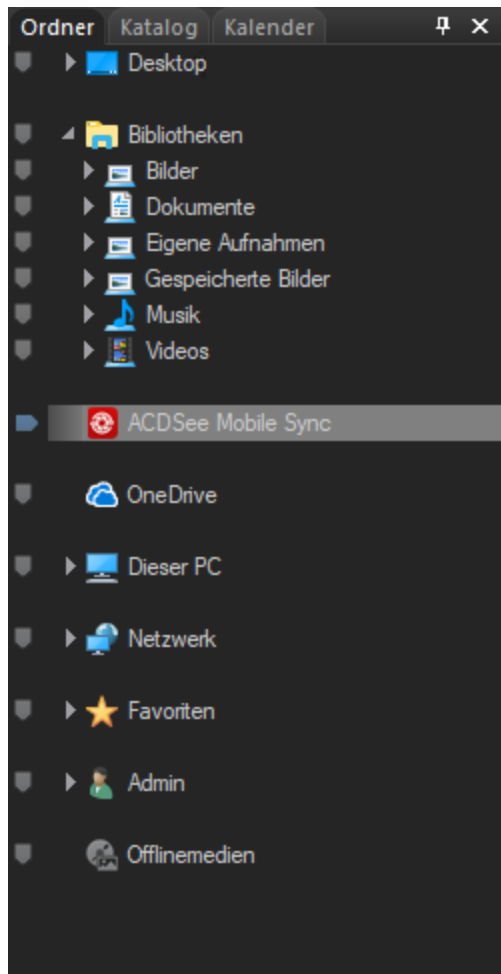 Ordner Katalog Kalender
Desktop
Bibliotheken
Bilder
Dokumente
Eigene Aufnahmen
Gespeicherte Bilder
Musik
Videos
ACDSee Mobile Sync
OneDrive
Dieser PC
Netzwerk
Favoriten
Admin
Offlinemedien